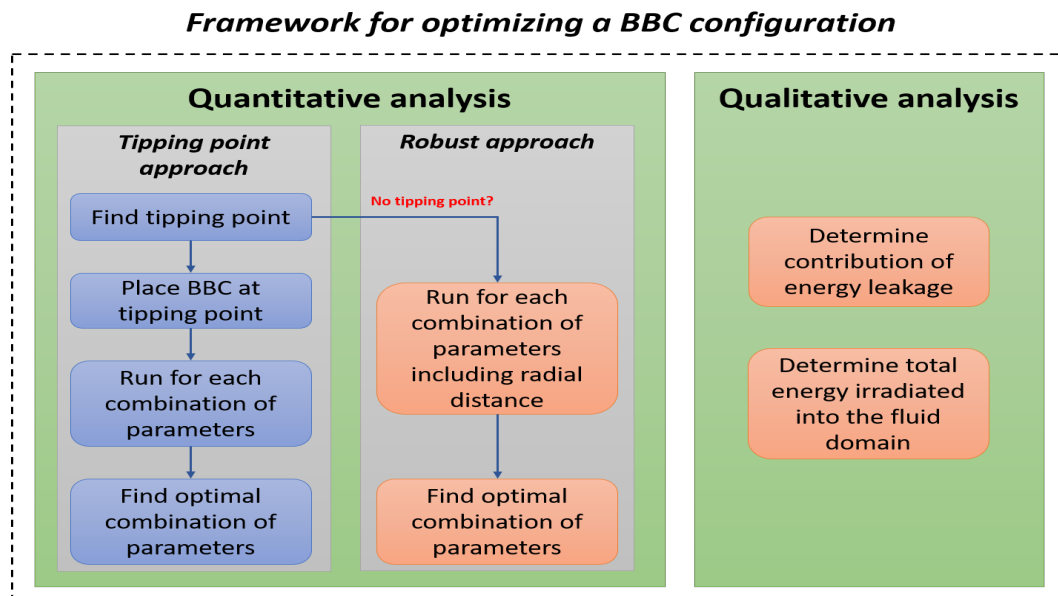 Framework for optimizing a BBC configuration
Quantitative analysis
Tipping point
approach
Find tipping point
Place BBC at
tipping point
Run for each
combination of
parameters
Find optimal
combination of
parameters
Robust approach
No tipping point?
Run for each
combination of
parameters
including radial
distance
Find optimal
combination of
parameters
Qualitative analysis
Determine
contribution of
energy leakage
Determine total
energy irradiated
into the fluid
domain